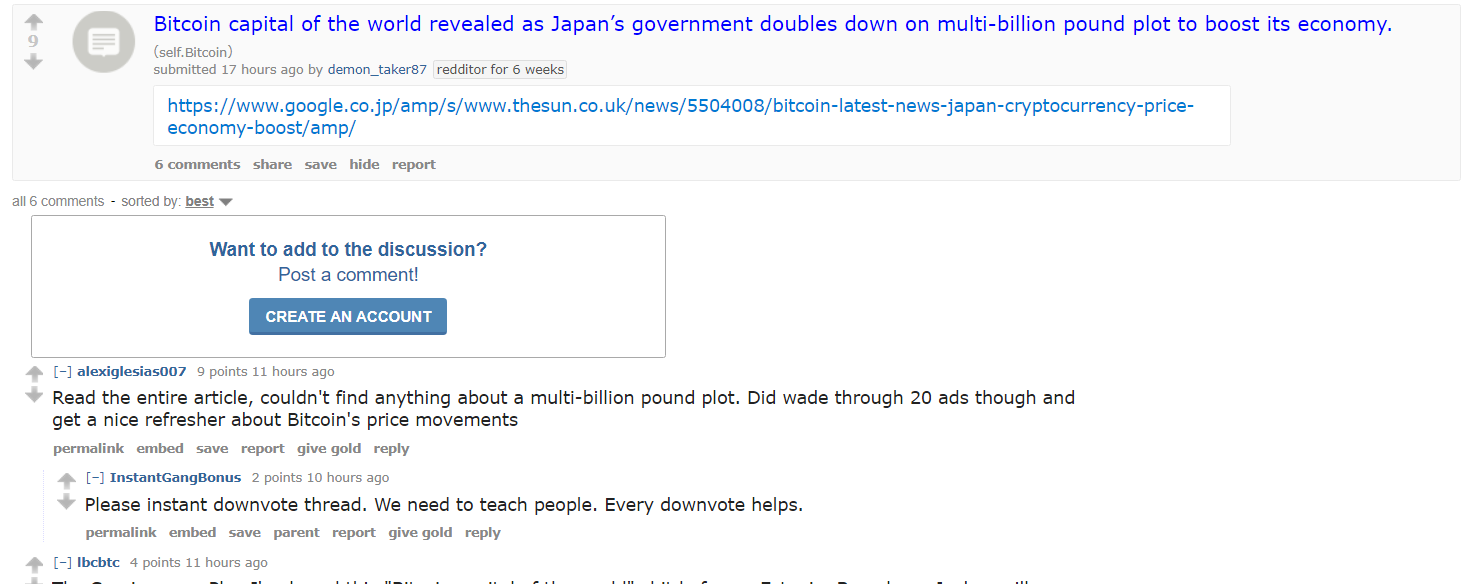 Bitcoin capital of the world revealed as Japan’s government doubles down on multi-billion pound plot to boost its economy.
9
(self.Bitcoin)
submitted 17 hours ago by demon_taker87 redditor for 6 weeks
https://www.google.co.jp/amp/s/www.thesun.co.uk/news/5504008/bitcoin-latest-news-japan-cryptocurrency-price-
economy-boost/amp/
6 comments share save hide report
all 6 comments - sorted by: best
Want to add to the discussion?
Post a comment!
CREATE AN ACCOUNT
[–] alexiglesias007 9 points 11 hours ago
Read the entire article, couldn't find anything about a multi-billion pound plot. Did wade through 20 ads though and
get a nice refresher about Bitcoin's price movements
permalink embed save report give gold reply
[–] InstantGangBonus 2 points 10 hours ago
Please instant downvote thread. We need to teach people. Every downvote helps.
permalink embed save parent report give gold reply
[–] lbcbtc 4 points 11 hours ago